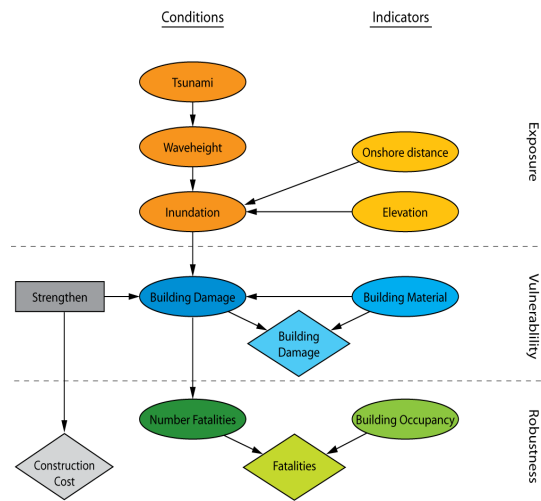 Conditions
Indicators
Tsunami
Waveheight
Onshore distance
Inundation
Elevation
Exposure
Strengthen
Building Damage
Building Material
Building
Damage
Vulnerablility
Number Fatalities
Building Occupancy
Construction
Cost
Fatalities
Robustness